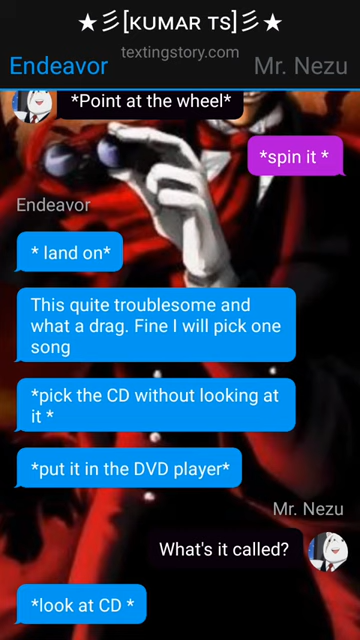 ★彡[ᴋᴜᴍᴀʀ ᴛs]彡★
textingstory.com
Endeavor
Mr. Nezu
*Point at the wheel*
*spin it *
Endeavor
* land on*
This quite troublesome and
what a drag. Fine I will pick one
song
*pick the CD without looking at
it *
*put it in the DVD player*
Mr. Nezu
What's it called?
*look at CD *